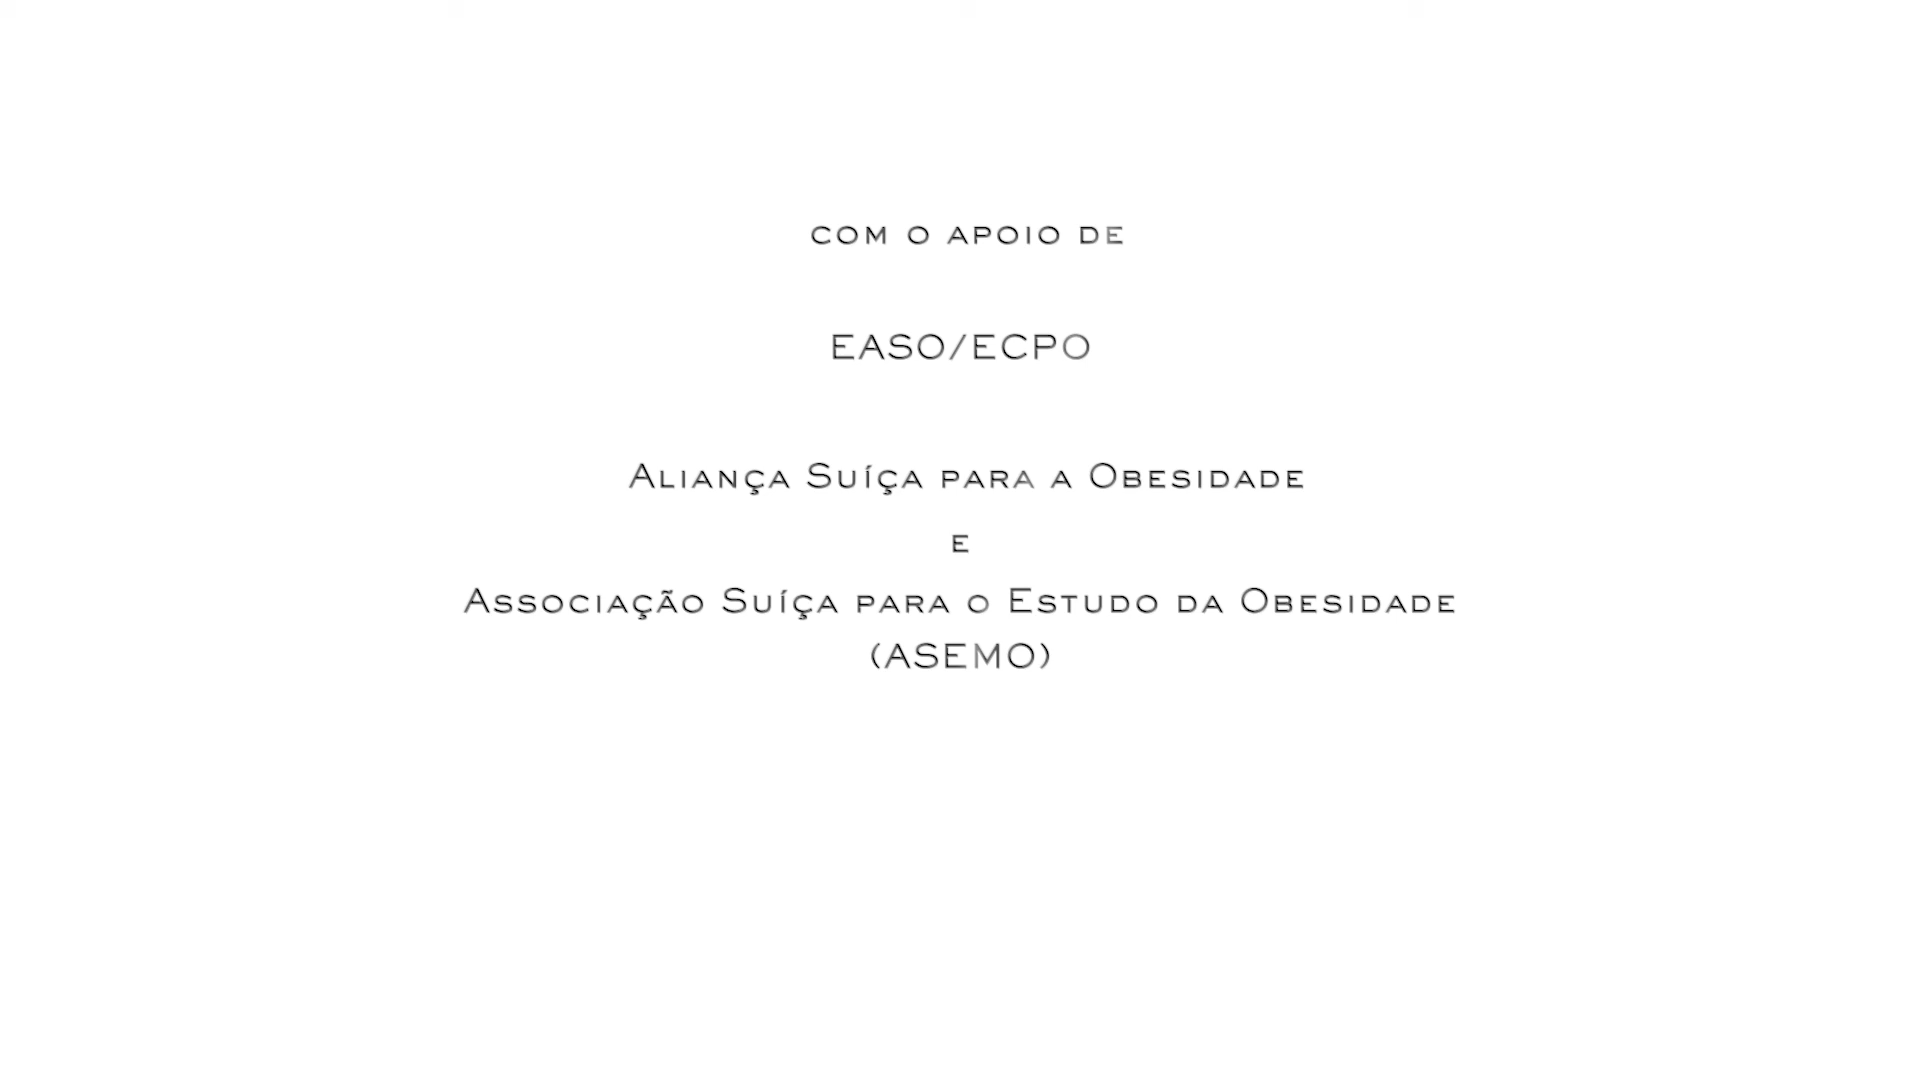 com o apoio de
EASO/ECPO
Aliança Suíça para a Obesidade
e
Associação Suíça para o Estudo da Obesidade
(ASEMO)